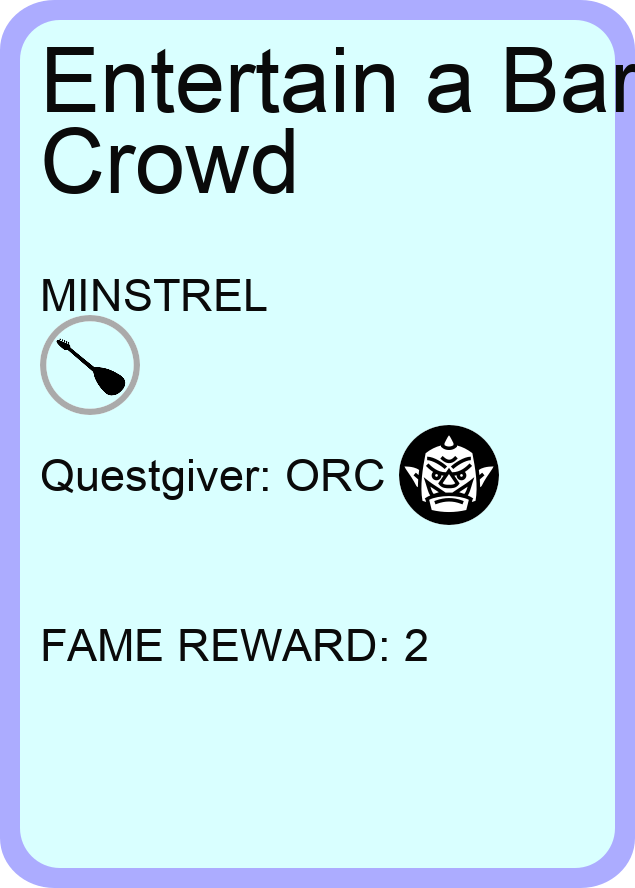 Entertain a Bar
Crowd
MINSTREL
Questgiver: ORC
FAME REWARD: 2